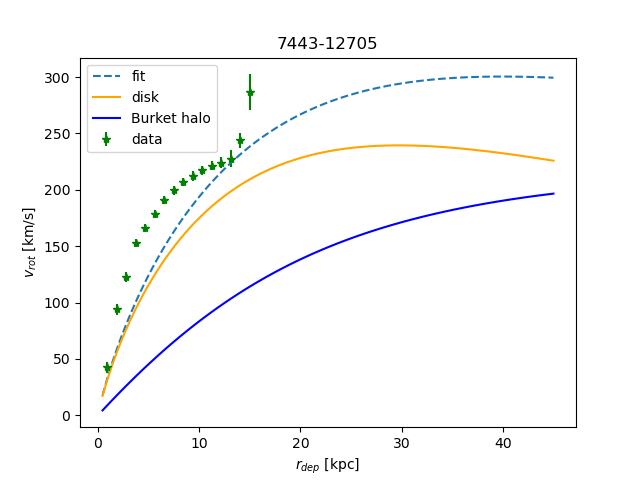 7443-12705
fit
disk
Burket halo
data
300
250
200
150
100
50
0
v_rot [km/s]
0 10 20 30 40
r_dep [kpc]